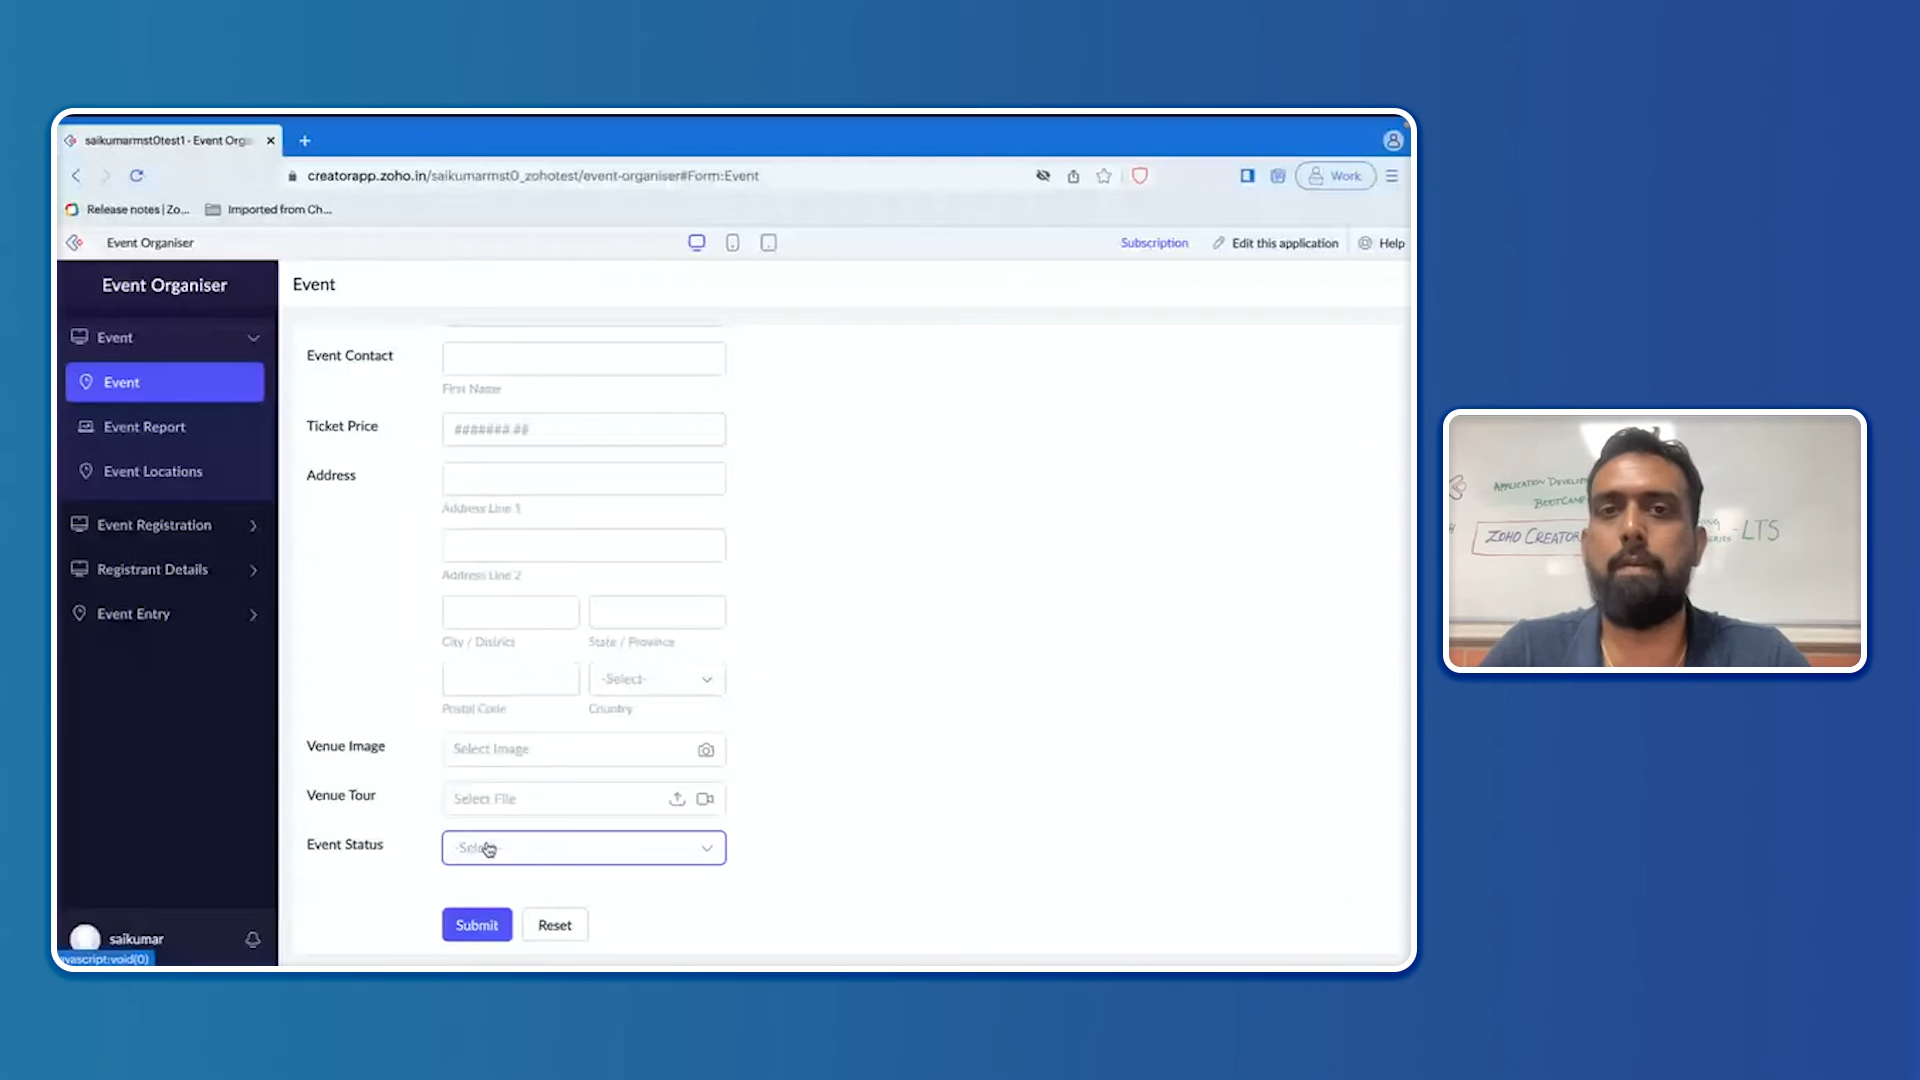 saikumarmst0test1 - Event Org
creatorapp.zoho.in/saikumarmst0_zohotest/event-organiser#Form:Event
Work
Release notes | Zo...
Imported from Ch...
Event Organiser
Subscription
Edit this application
Help
Event Organiser
Event
Event
Event
Event Report
Event Locations
Event Registration
Registrant Details
Event Entry
saikumar
avascript:void(0)
Event Contact
First Name
Ticket Price
#######.##
Address
Address Line 1
Address Line 2
City / District
State / Province
-Select-
Postal Code
Country
Venue Image
Select Image
Venue Tour
Select File
Event Status
Submit
Reset
APPLICATION DEVELOP
BOOTCAMP
ZOHO CREATOR
- LTS